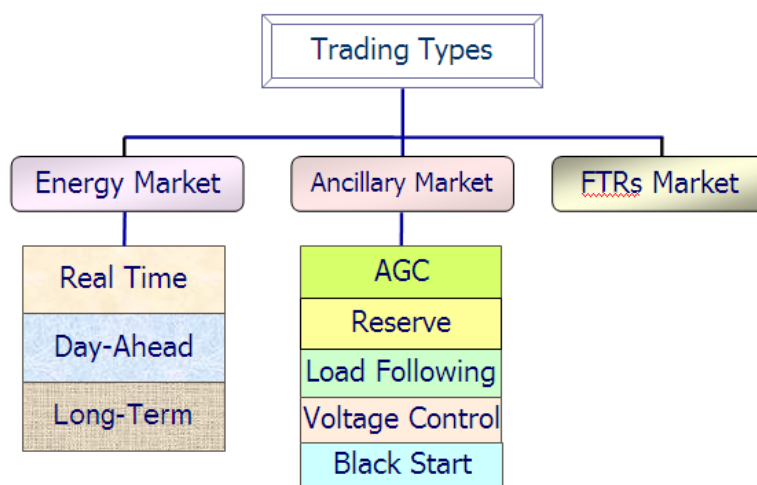 Trading Types
Energy Market
Ancillary Market
FTRs Market
Real Time
Day-Ahead
Long-Term
AGC
Reserve
Load Following
Voltage Control
Black Start